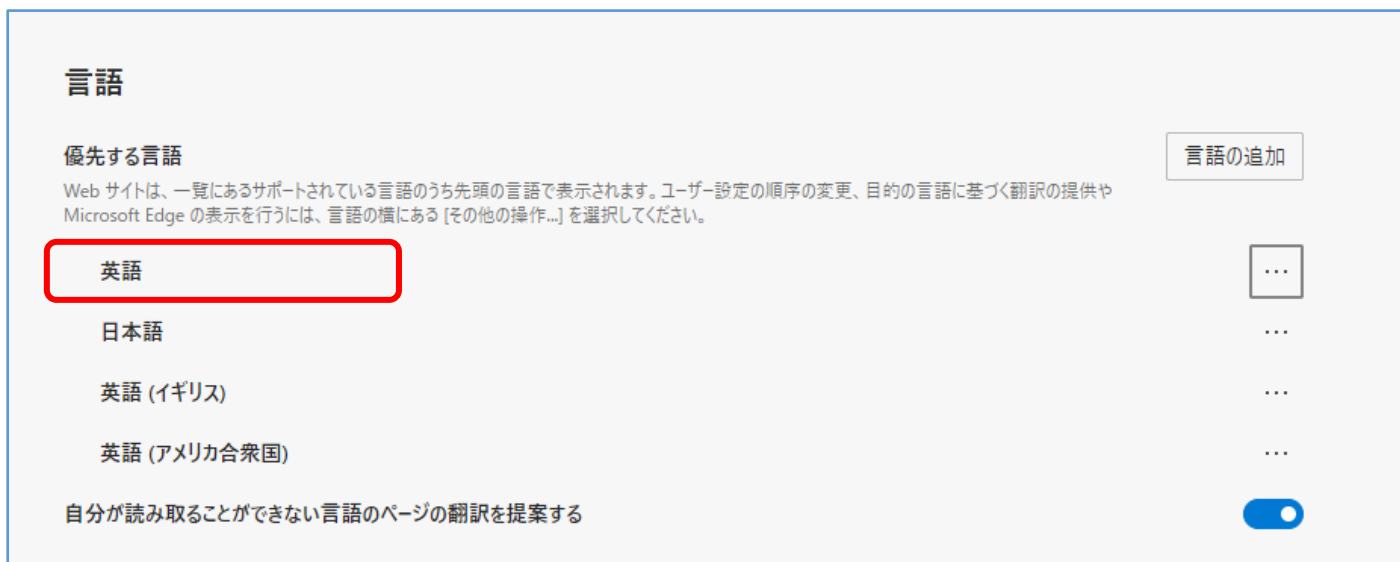 言語
優先する言語
言語の追加
Web サイトは、一覧にあるサポートされている言語のうち先頭の言語で表示されます。ユーザー設定の順序の変更、目的の言語に基づく翻訳の提供や
Microsoft Edge の表示を行うには、言語の横にある [その他の操作...] を選択してください。
英語
日本語
英語 (イギリス)
英語 (アメリカ合衆国)
自分が読み取ることができない言語のページの翻訳を提案する